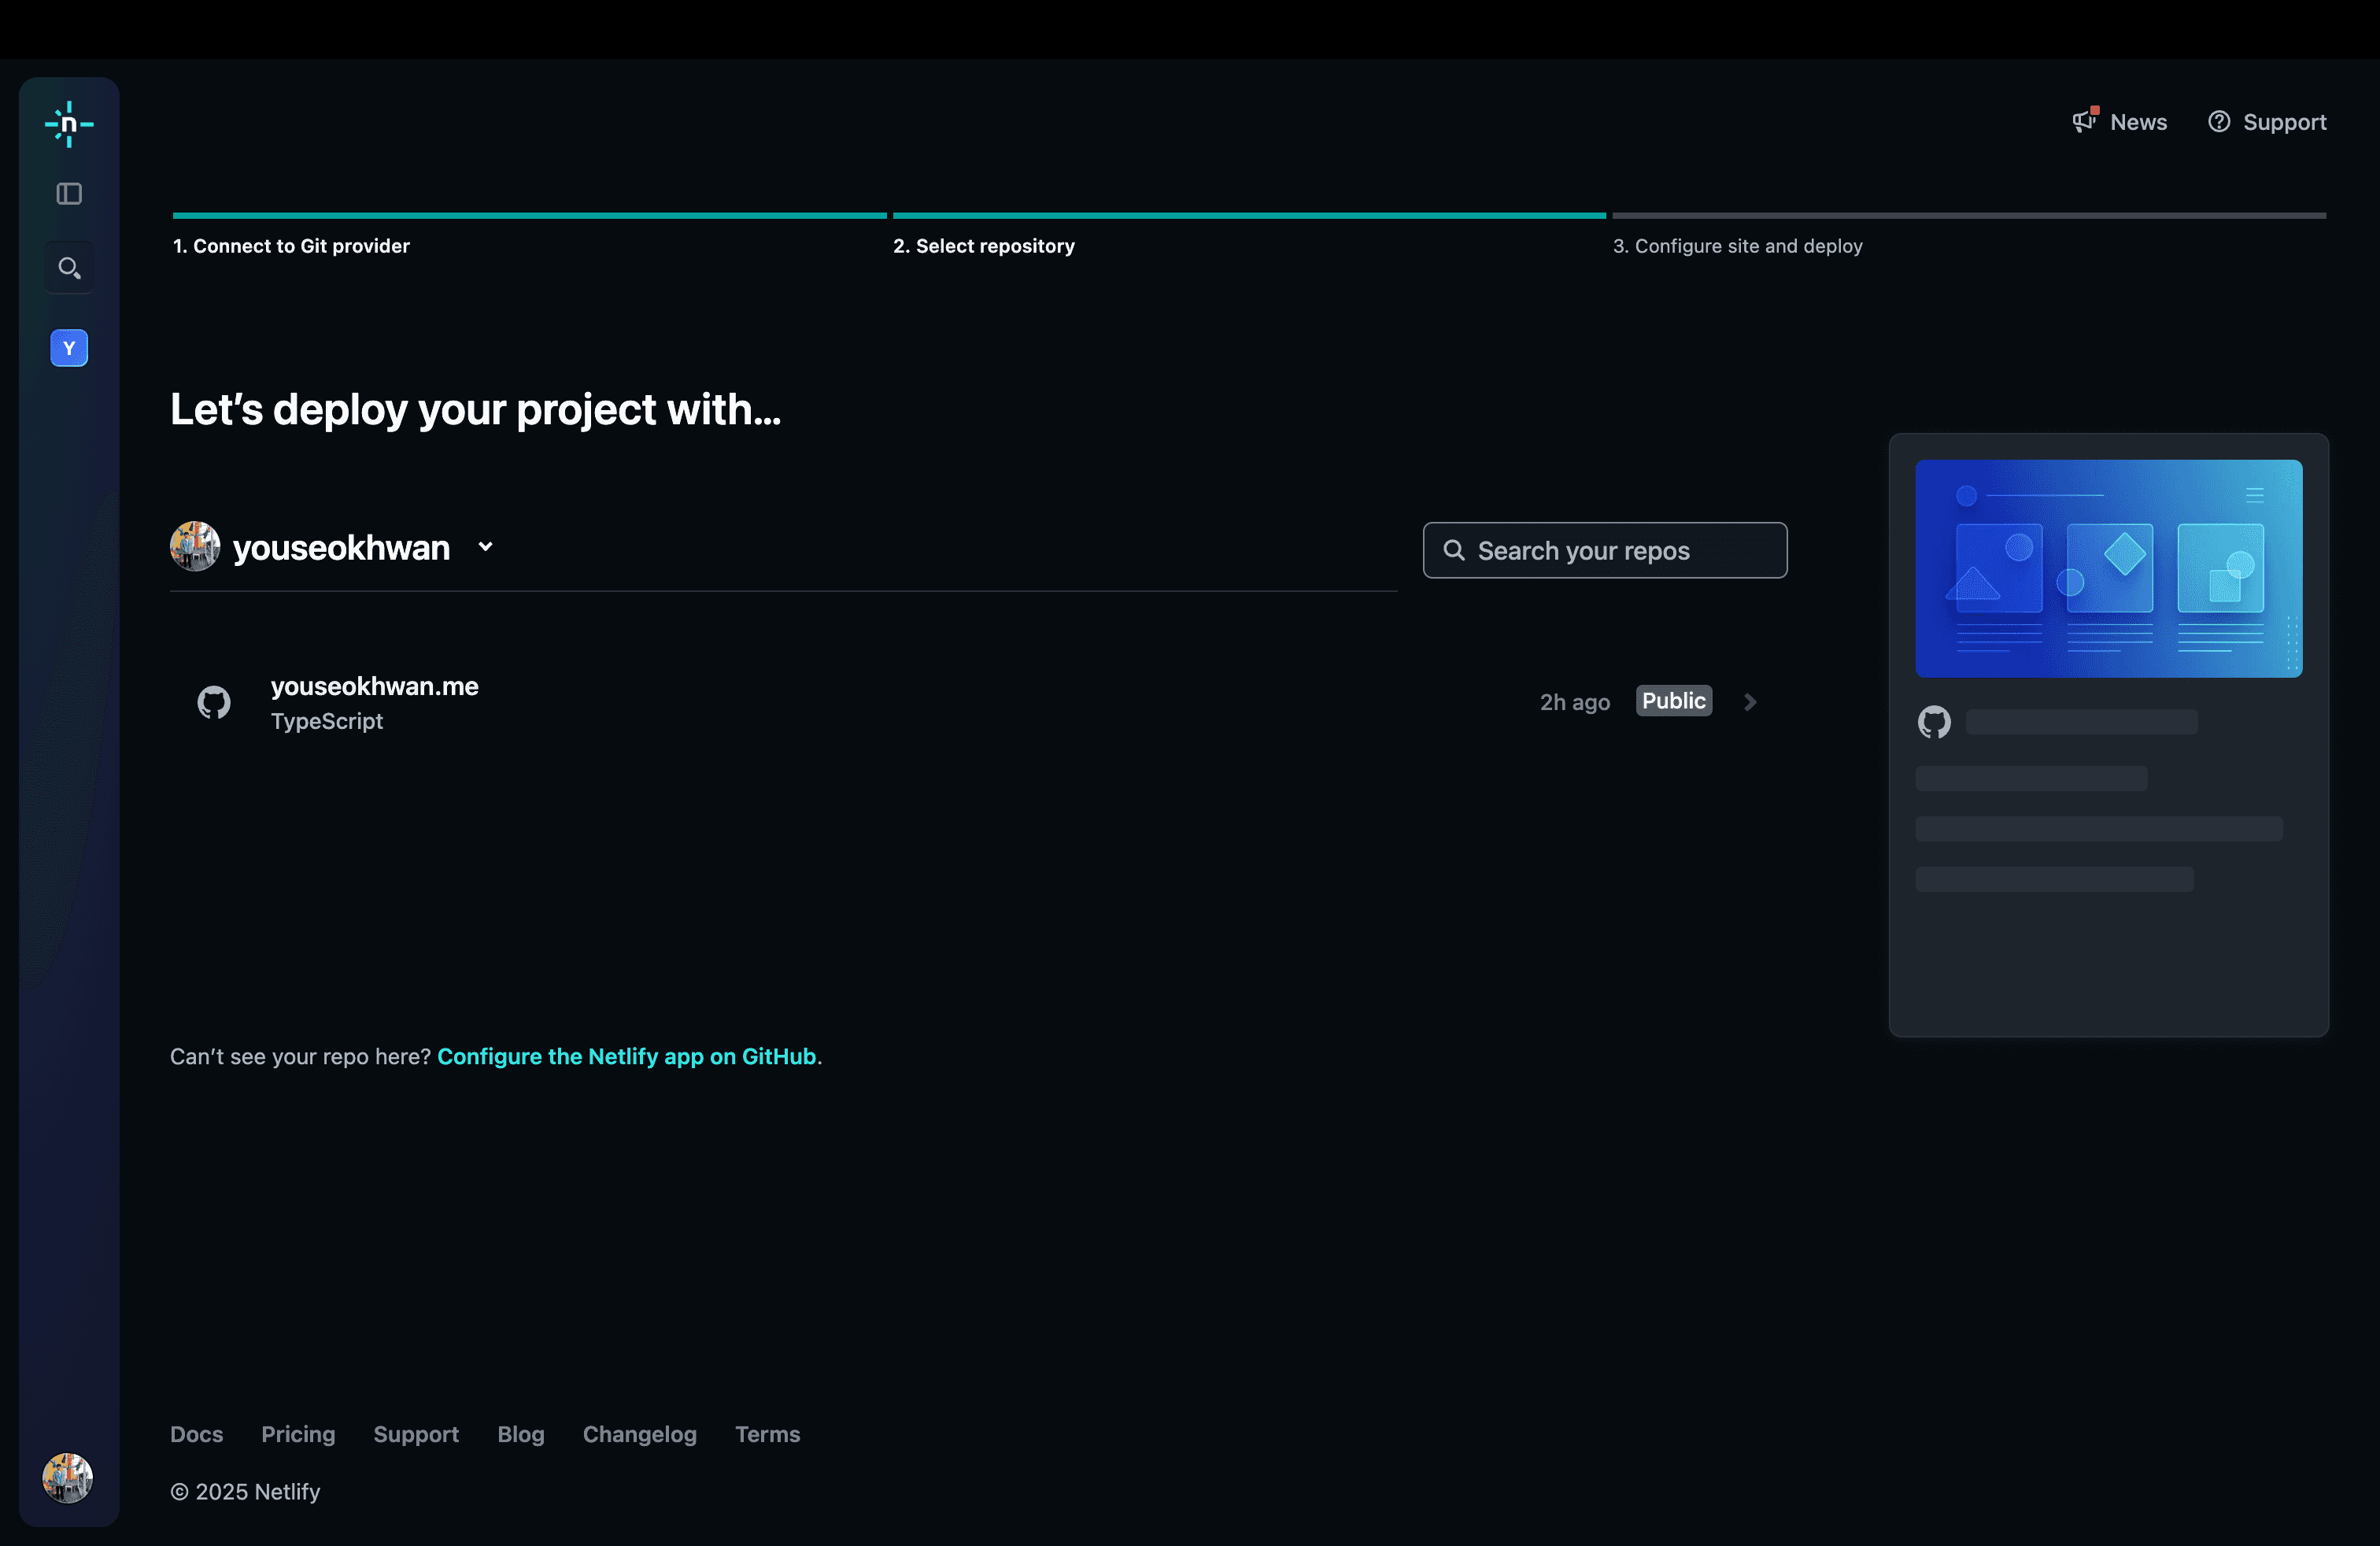 n
News
Support
1. Connect to Git provider
2. Select repository
3. Configure site and deploy
Y
Let’s deploy your project with…
youseokhwan
Search your repos
youseokhwan.me
TypeScript
2h ago
Public
Can’t see your repo here? Configure the Netlify app on GitHub.
Docs
Pricing
Support
Blog
Changelog
Terms
© 2025 Netlify